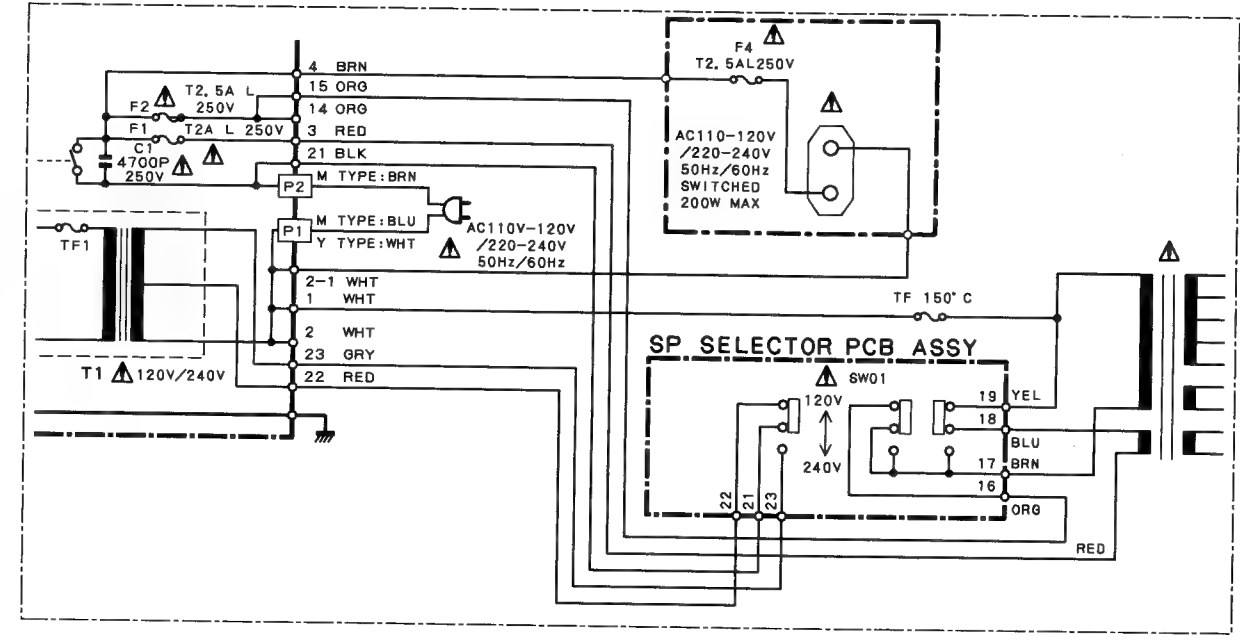 4 BRN
15 ORG
T2.5A L
250V
F2
14 ORG
F1
T2A L 250V
3 RED
C1
4700P
250V
21 BLK
P2
M TYPE:BRN
P1
M TYPE:BLU
Y TYPE:WHT
AC110V-120V
/220-240V
50Hz/60Hz
TF1
2-1 WHT
1 WHT
2 WHT
23 GRY
22 RED
T1 120V/240V
F4
T2.5AL250V
AC110-120V
/220-240V
50Hz/60Hz
SWITCHED
200W MAX
TF 150°C
SP SELECTOR PCB ASSY
SW01
120V
240V
19 YEL
18
BLU
17 BRN
16
ORG
22
21
23
RED